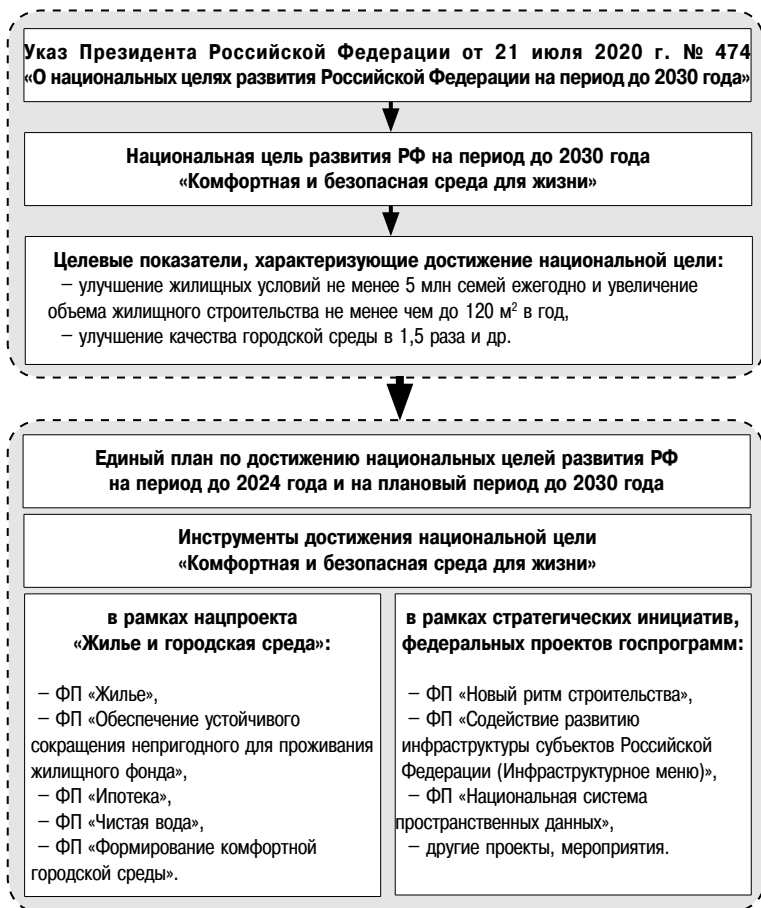 Указ Президента Российской Федерации от 21 июля 2020 г. № 474
«О национальных целях развития Российской Федерации на период до 2030 года»
Национальная цель развития РФ на период до 2030 года
«Комфортная и безопасная среда для жизни»
Целевые показатели, характеризующие достижение национальной цели:
– улучшение жилищных условий не менее 5 млн семей ежегодно и увеличение
объема жилищного строительства не менее чем до 120 м² в год,
– улучшение качества городской среды в 1,5 раза и др.
Единый план по достижению национальных целей развития РФ
на период до 2024 года и на плановый период до 2030 года
Инструменты достижения национальной цели
«Комфортная и безопасная среда для жизни»
в рамках нацпроекта
«Жилье и городская среда»:
– ФП «Жилье»,
– ФП «Обеспечение устойчивого
сокращения непригодного для проживания
жилищного фонда»,
– ФП «Ипотека»,
– ФП «Чистая вода»,
– ФП «Формирование комфортной
городской среды».
в рамках стратегических инициатив,
федеральных проектов госпрограмм:
– ФП «Новый ритм строительства»,
– ФП «Содействие развитию
инфраструктуры субъектов Российской
Федерации (Инфраструктурное меню)»,
– ФП «Национальная система
пространственных данных»,
– другие проекты, мероприятия.